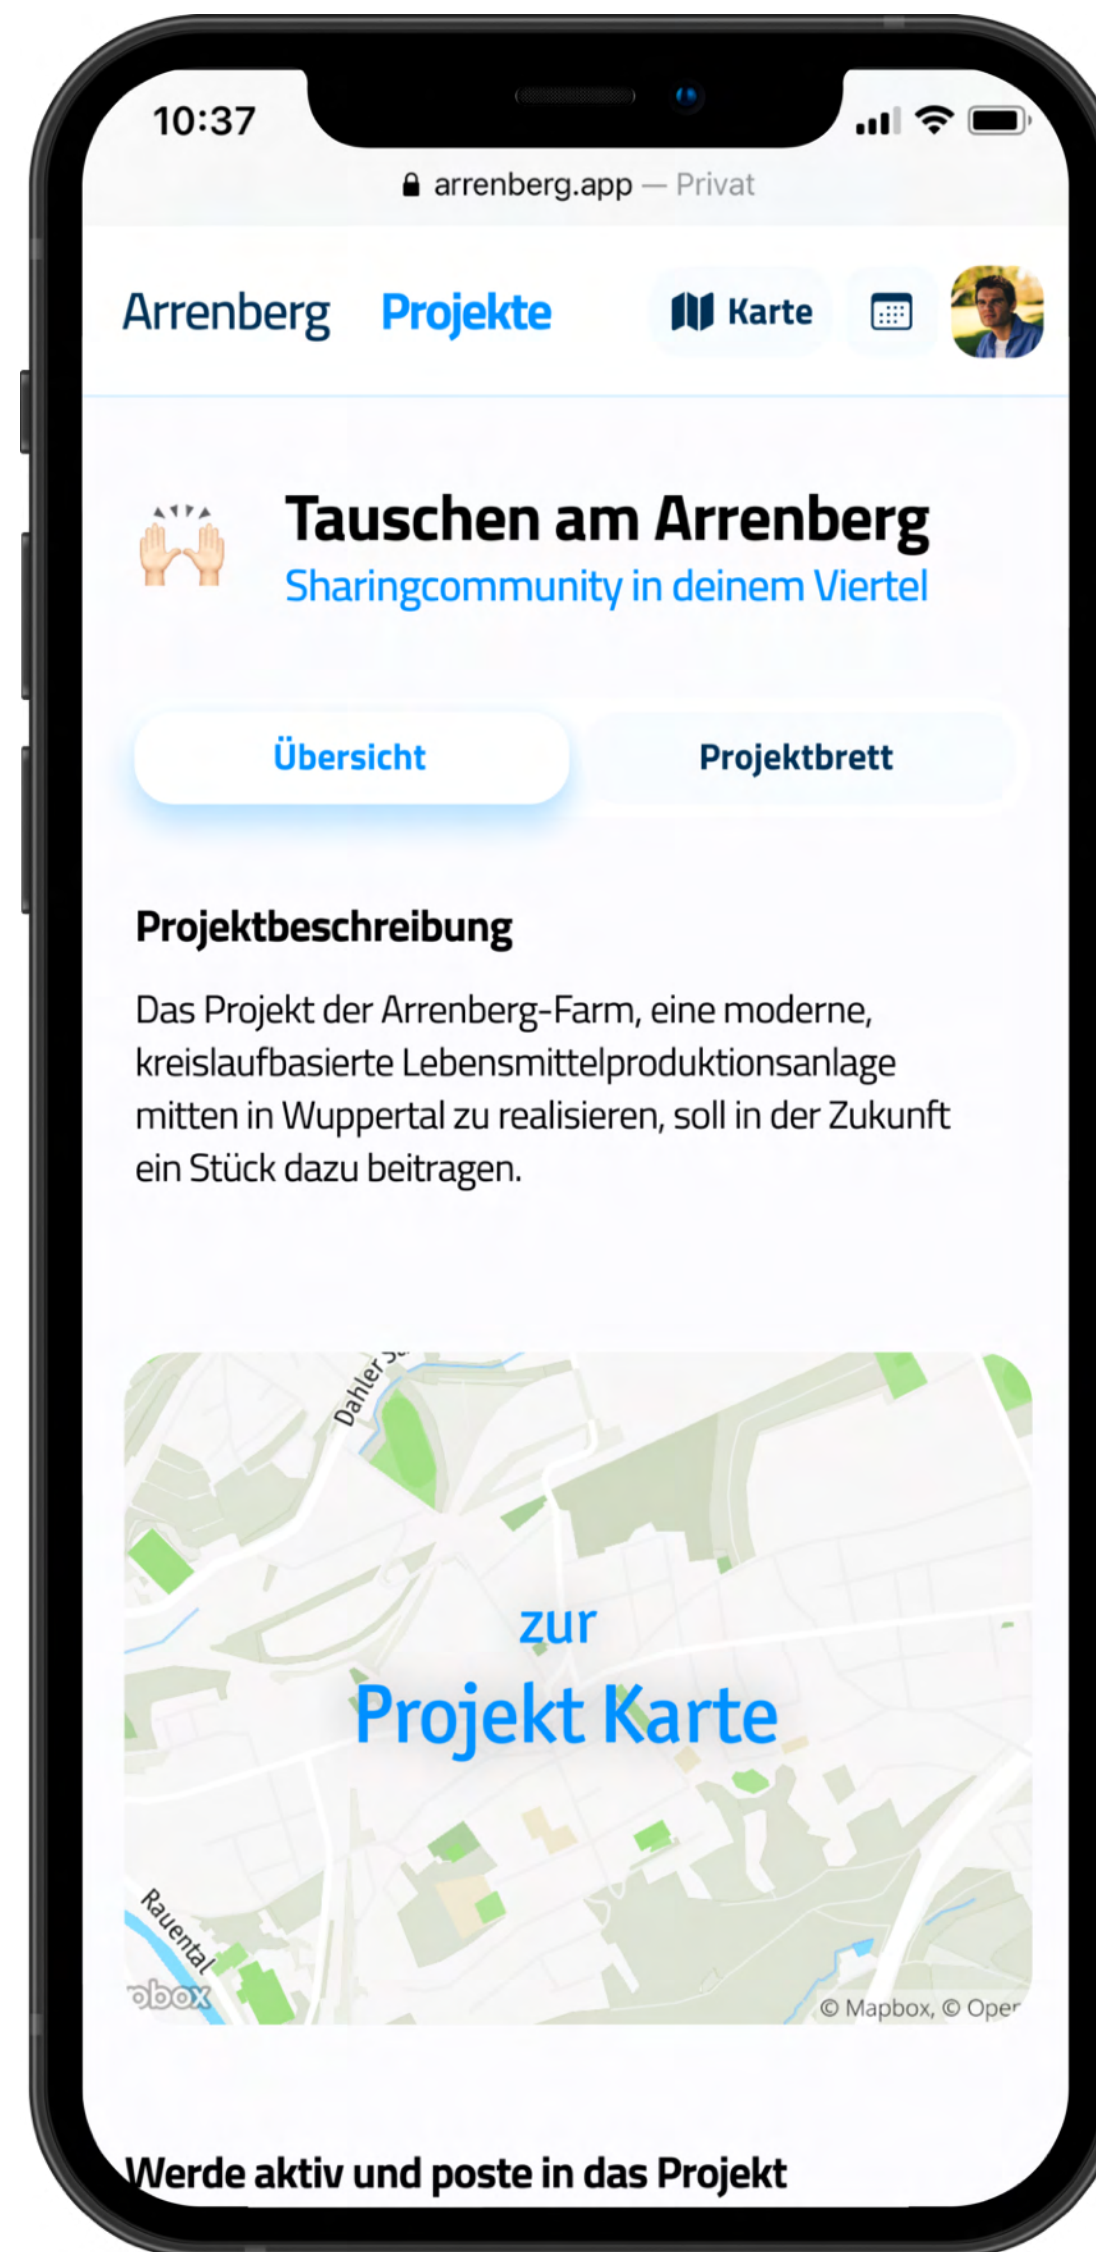 10:37
arrenberg.app — Privat
Arrenberg Projekte Karte
Tauschen am Arrenberg
Sharingcommunity in deinem Viertel
Übersicht Projektbrett
Projektbeschreibung
Das Projekt der Arrenberg-Farm, eine moderne,
kreislaufbasierte Lebensmittelproduktionsanlage
mitten in Wuppertal zu realisieren, soll in der Zukunft
ein Stück dazu beitragen.
Dahler
zur
Projekt Karte
Rauental
© Mapbox, ©
Werde aktiv und poste in das Projekt